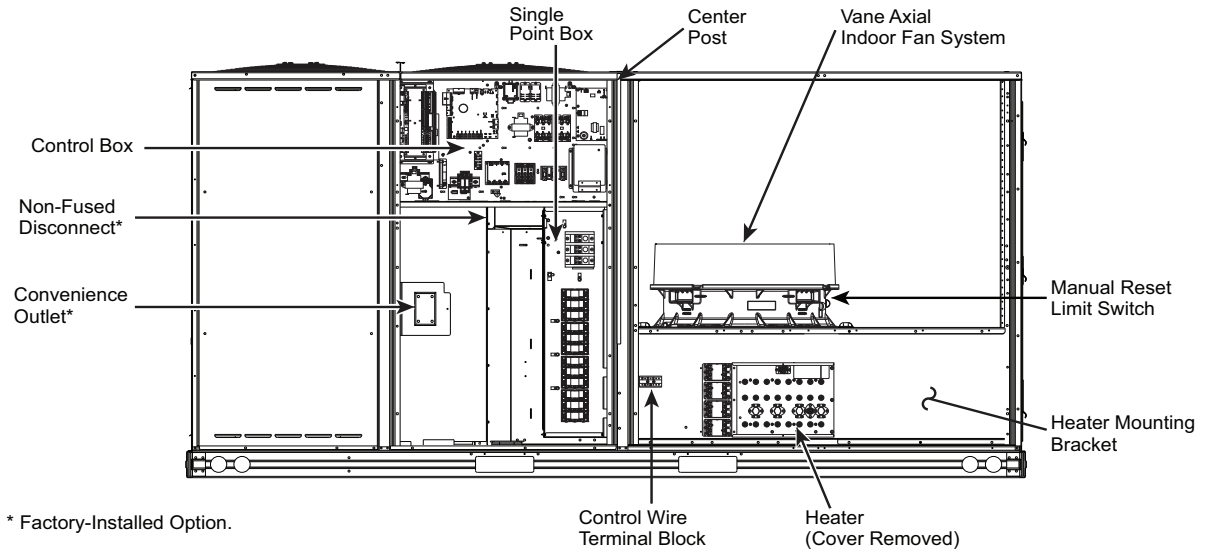 Single
Point Box
Center
Post
Vane Axial
Indoor Fan System
Control Box
Non-Fused
Disconnect*
Convenience
Outlet*
Manual Reset
Limit Switch
Heater Mounting
Bracket
* Factory-Installed Option.
Control Wire
Terminal Block
Heater
(Cover Removed)